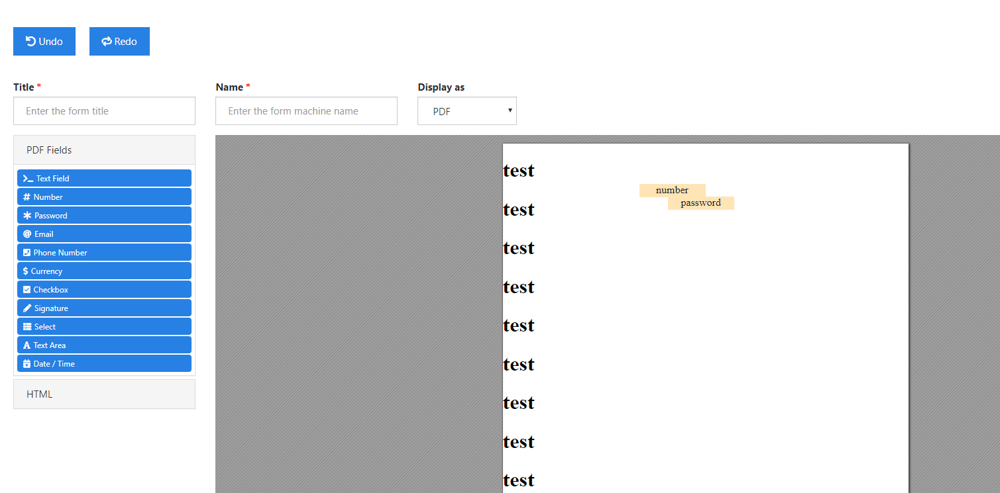 Undo
Redo
Title *
Name *
Display as
Enter the form title
Enter the form machine name
PDF
PDF Fields
Text Field
Number
Password
Email
Phone Number
Currency
Checkbox
Signature
Select
Text Area
Date / Time
HTML
test
number
password
test
test
test
test
test
test
test
test